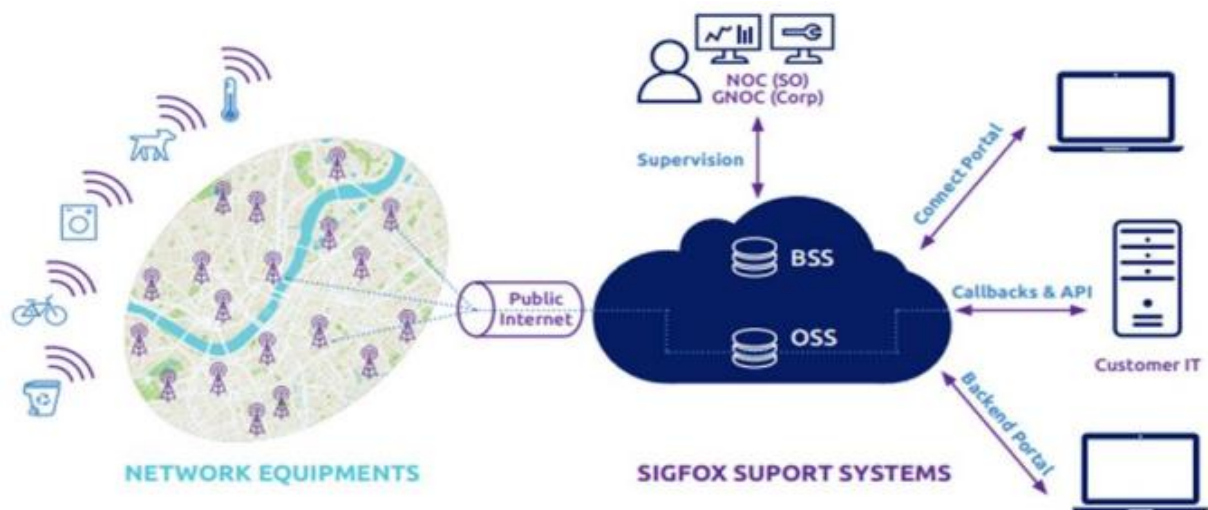 NOC (SO)
GNOC (Corp)
Supervision
Connect Portal
BSS
Public
Internet
Callbacks & API
OSS
Customer IT
Backend Portal
NETWORK EQUIPMENTS
SIGFOX SUPORT SYSTEMS